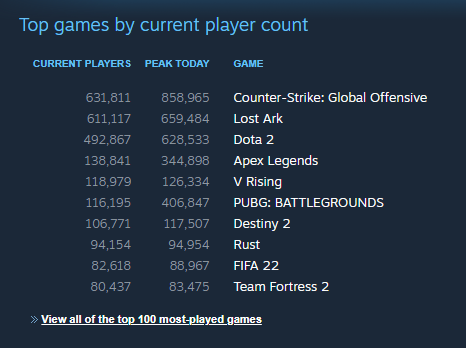 Top games by current player count
CURRENT PLAYERS PEAK TODAY GAME
631,811 858,965 Counter-Strike: Global Offensive
611,117 659,484 Lost Ark
492,867 628,533 Dota 2
138,841 344,898 Apex Legends
118,979 126,334 V Rising
116,195 406,847 PUBG: BATTLEGROUNDS
106,771 117,507 Destiny 2
94,154 94,954 Rust
82,618 88,967 FIFA 22
80,437 83,475 Team Fortress 2
» View all of the top 100 most-played games